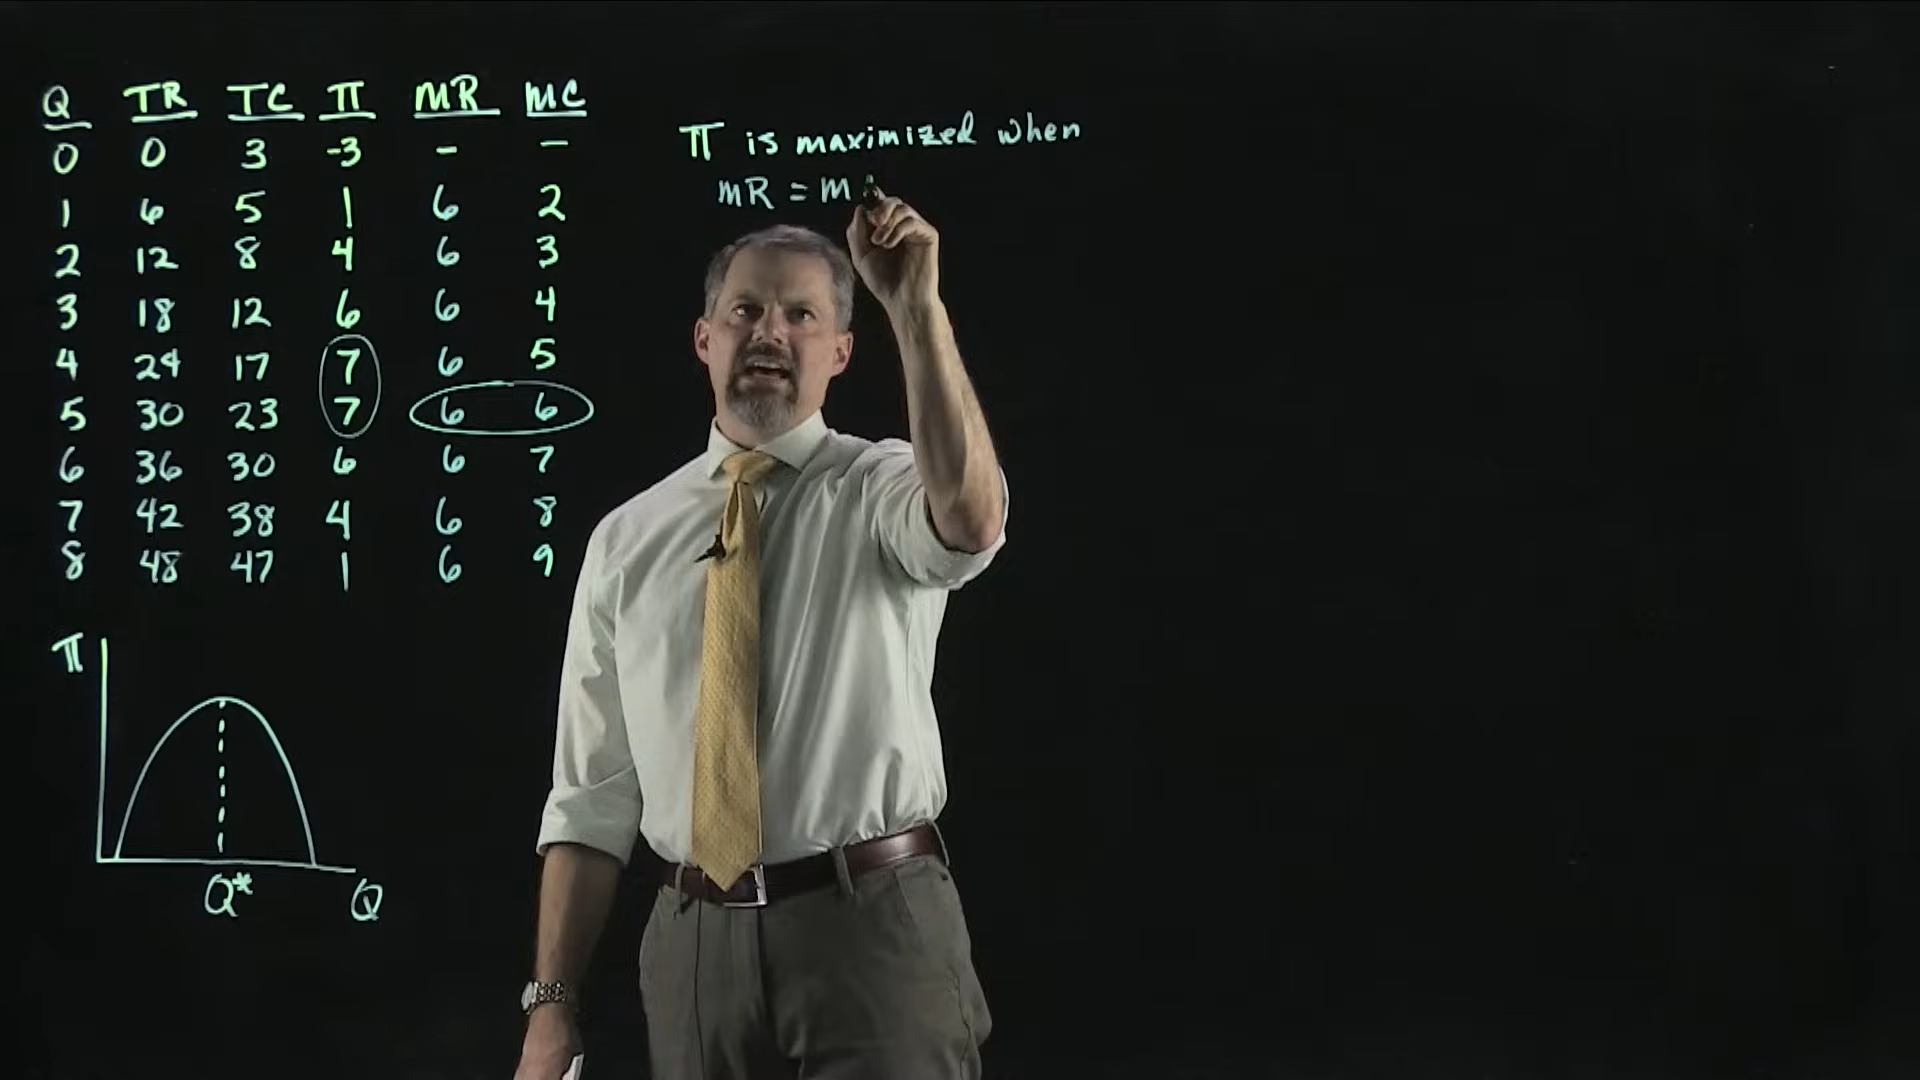 Q TR TC π MR MC
0 0 3 -3 - -
1 6 5 1 6 2
2 12 8 4 6 3
3 18 12 6 6 4
4 24 17 7 6 5
5 30 23 7 6 6
6 36 30 6 6 7
7 42 38 4 6 8
8 48 47 1 6 9
π is maximized when
MR = M
π
Q* Q